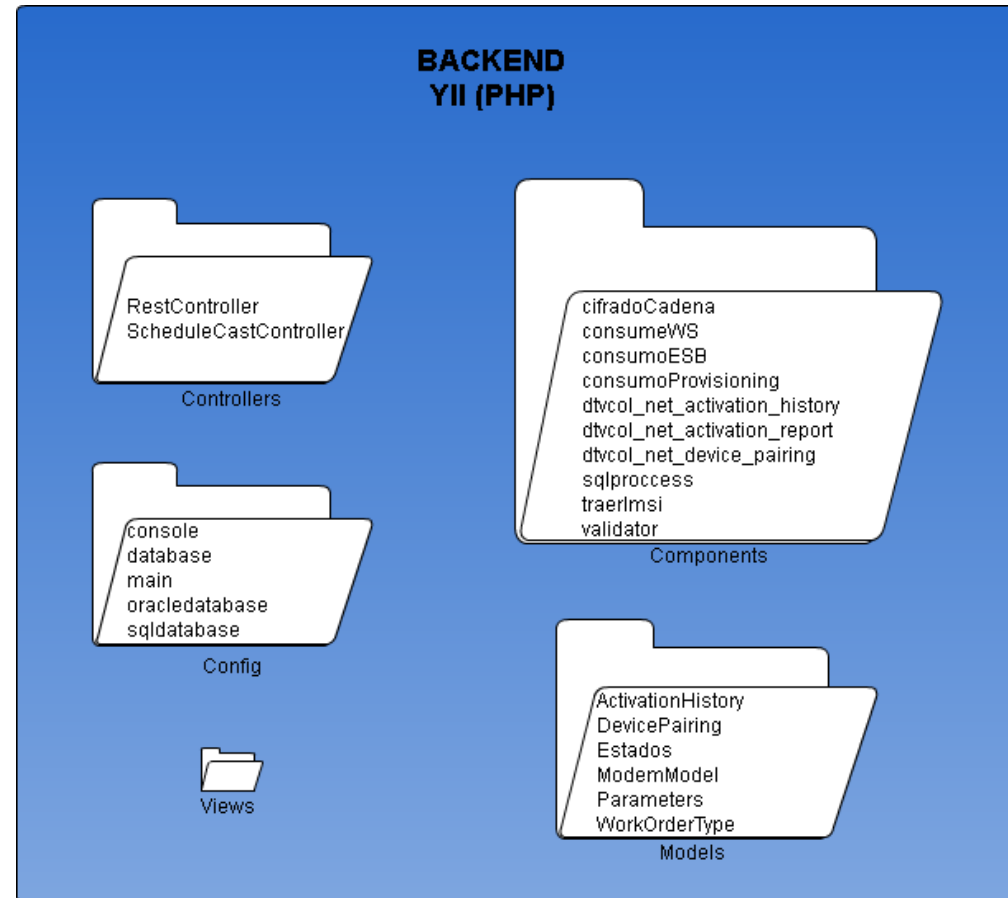 BACKEND
YII (PHP)
RestController
ScheduleCastController
Controllers
cifradoCadena
consumeWS
consumoESB
consumoProvisioning
dtvcol_net_activation_history
dtvcol_net_activation_report
dtvcol_net_device_pairing
sqlproccess
traerImsi
validator
Components
console
database
main
oracledatabase
sqldatabase
Config
Views
ActivationHistory
DevicePairing
Estados
ModemModel
Parameters
WorkOrderType
Models